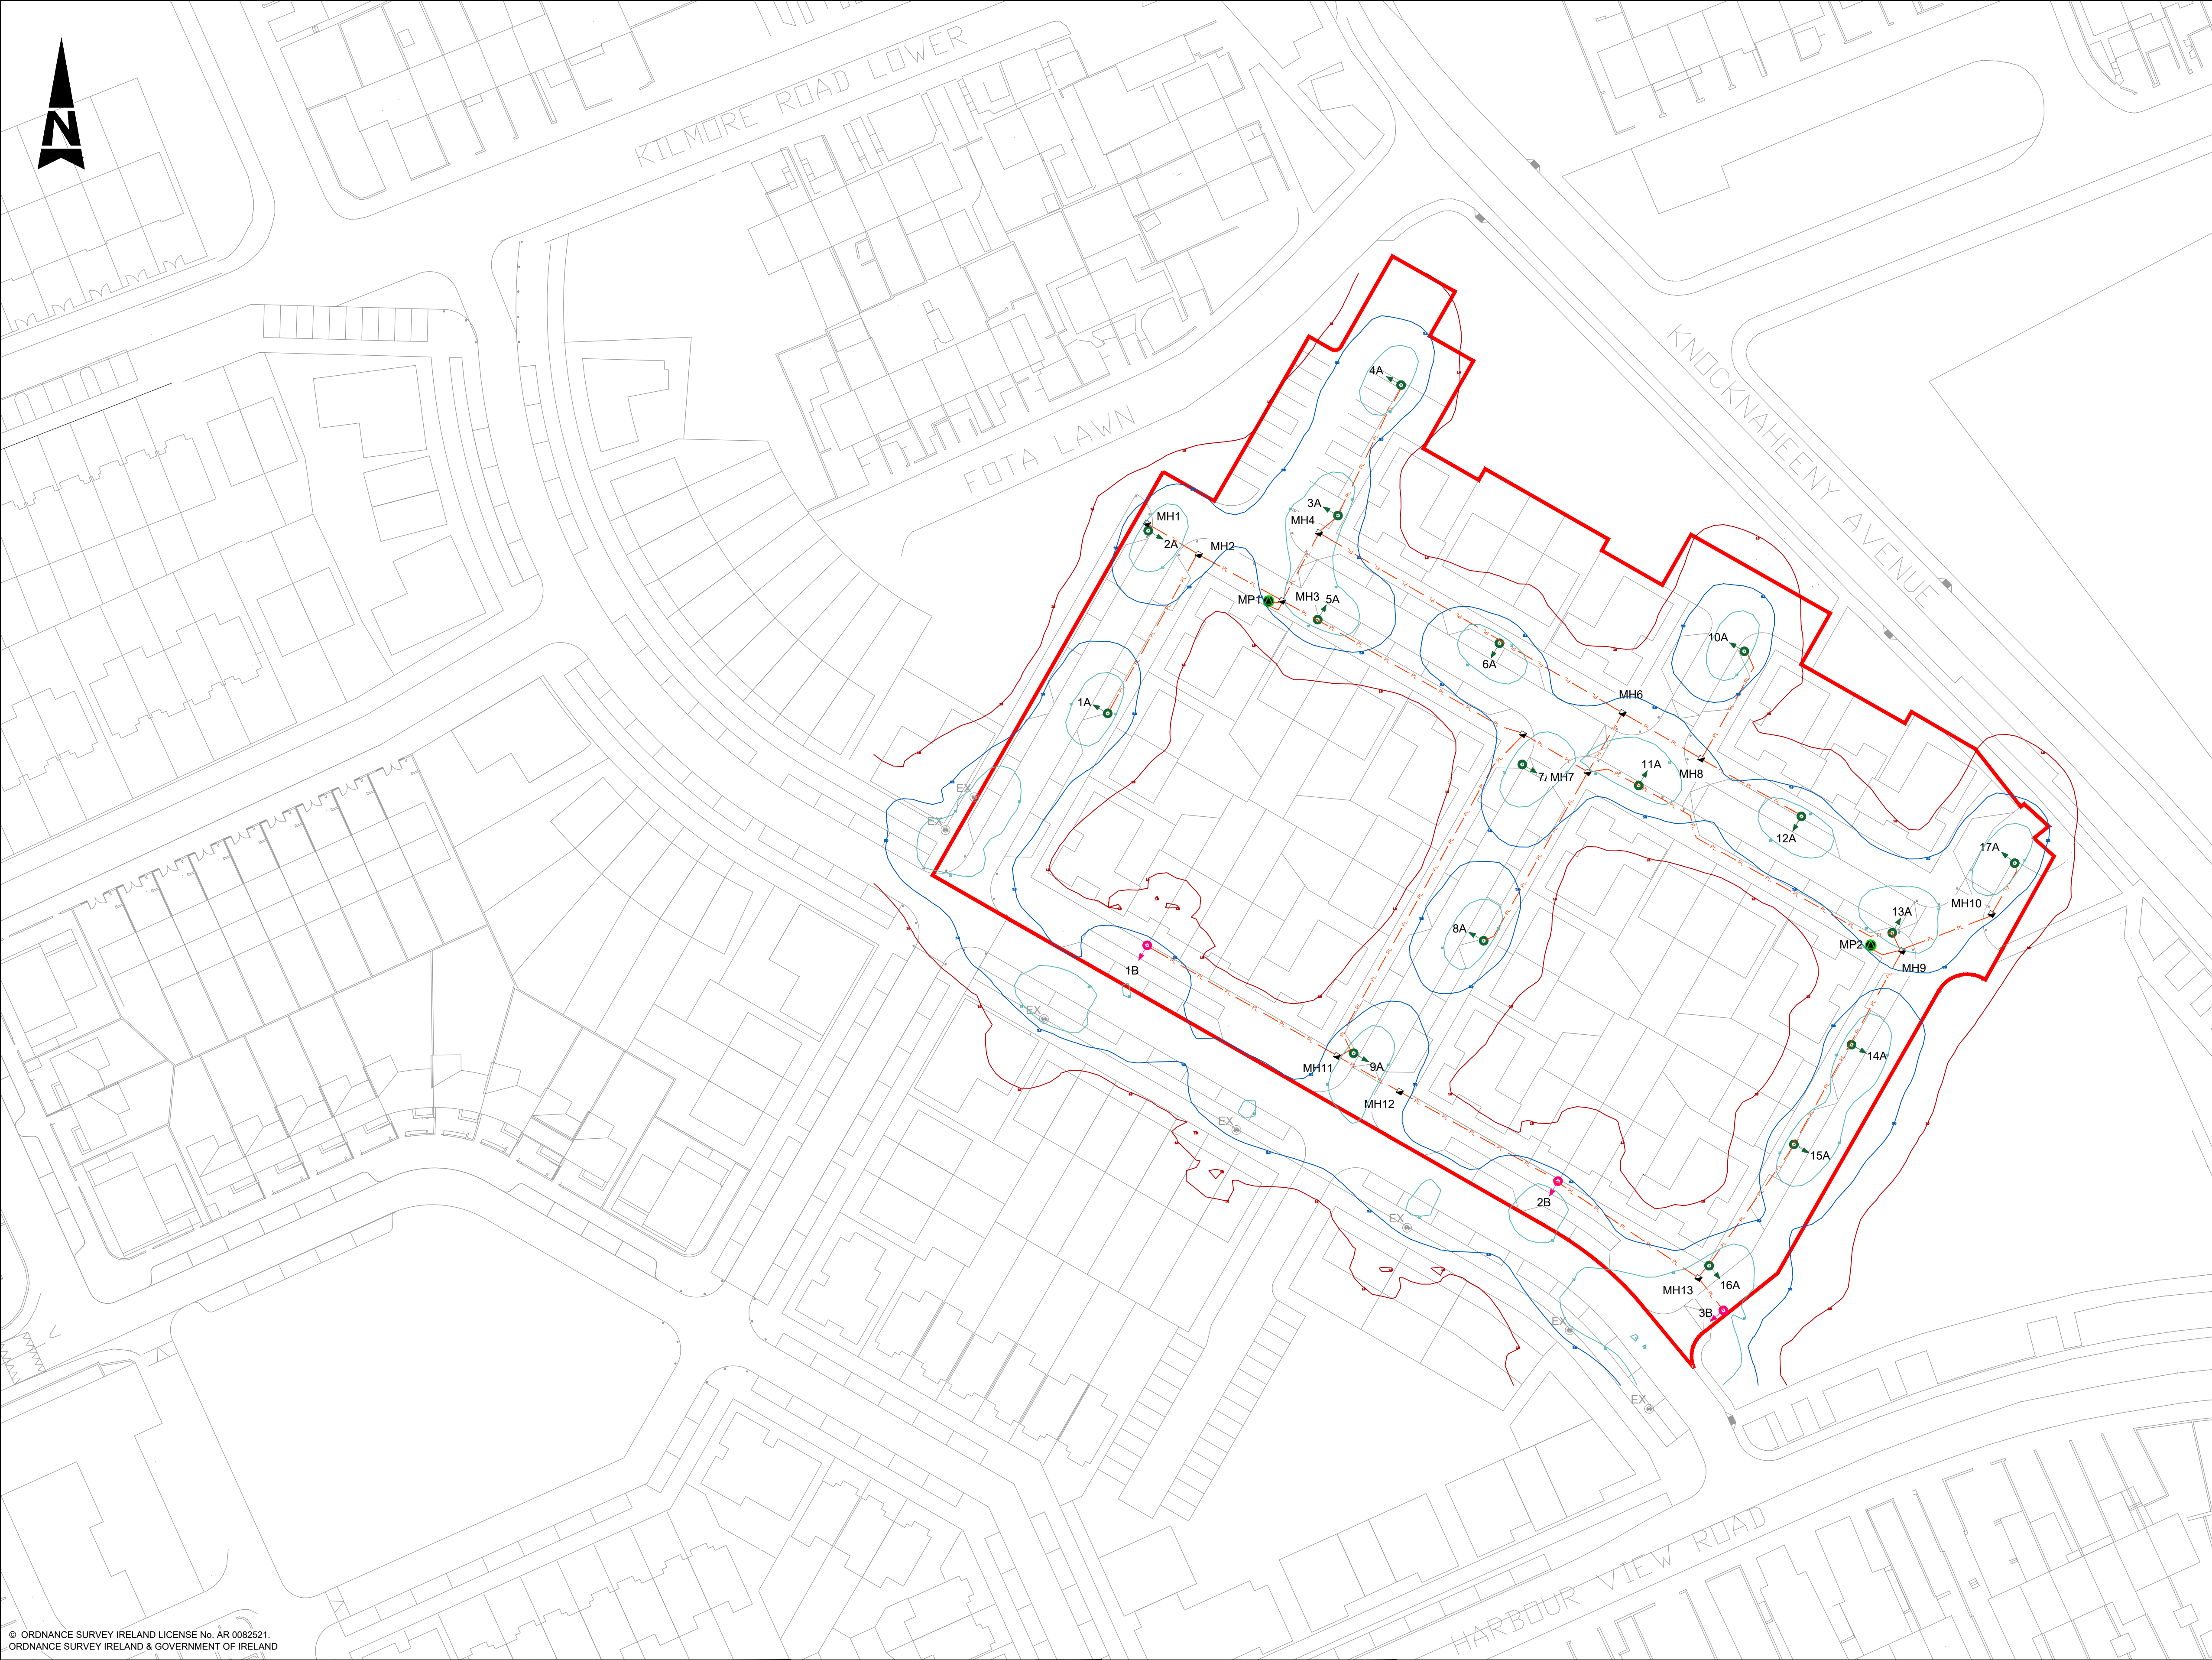 N
KILMORE ROAD LOWER
FOTA LAWN
KNOCKNAHEENY AVENUE
4A
3A
MH4
MH1
2A
MH2
MP1
MH3
5A
6A
10A
1A
MH6
7
MH7
11A
MH8
12A
17A
EX
EX
8A
MH10
13A
MP2
MH9
1B
EX
14A
MH11
9A
MH12
EX
15A
2B
EX
16A
MH13
3B
EX
EX
HARBOUR VIEW ROAD
© ORDNANCE SURVEY IRELAND LICENSE No. AR 0082521.
ORDNANCE SURVEY IRELAND & GOVERNMENT OF IRELAND